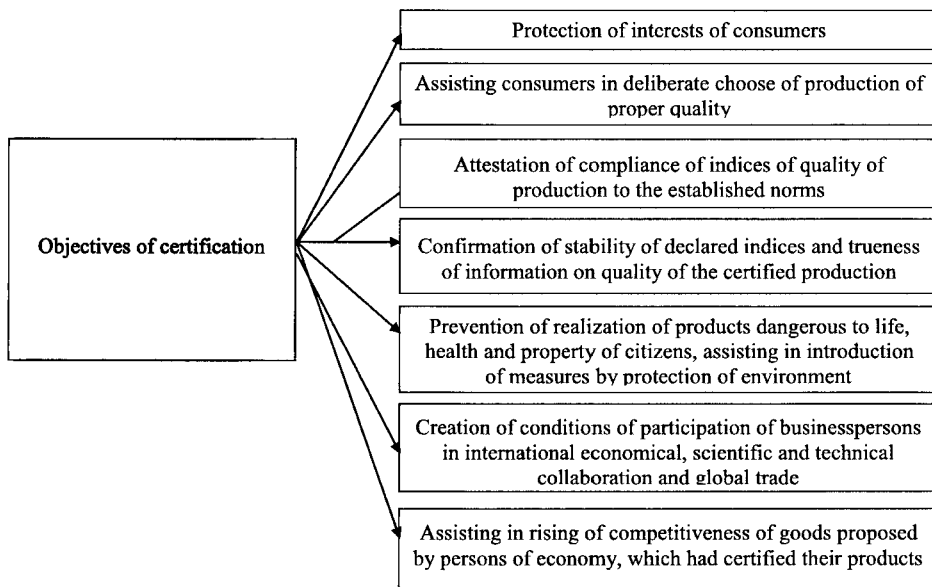 Protection of interests of consumers
Assisting consumers in deliberate choose of production of
proper quality
Attestation of compliance of indices of quality of
production to the established norms
Objectives of certification
Confirmation of stability of declared indices and trueness
of information on quality of the certified production
Prevention of realization of products dangerous to life,
health and property of citizens, assisting in introduction
of measures by protection of environment
Creation of conditions of participation of businesspersons
in international economical, scientific and technical
collaboration and global trade
Assisting in rising of competitiveness of goods proposed
by persons of economy, which had certified their products